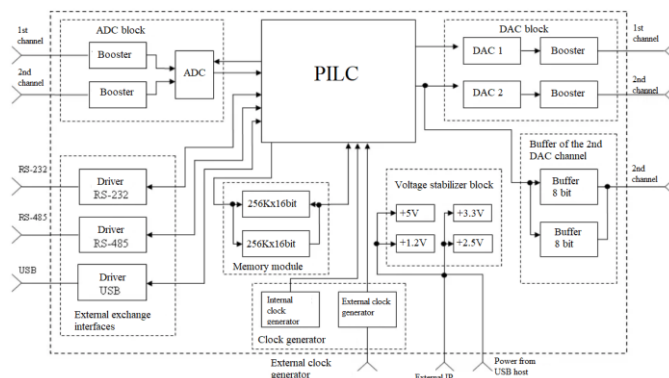 ADC block
DAC block
1st
channel
2nd
channel
Booster
Booster
ADC
PILC
DAC 1
Booster
DAC 2
Booster
1st
channel
2nd
channel
RS-232
RS-485
USB
Driver
RS-232
Driver
RS-485
Driver
USB
External exchange
interfaces
256Kx16bit
256Kx16bit
Memory module
Voltage stabilizer block
+5V
+3.3V
+1.2V
+2.5V
Buffer of the 2nd
DAC channel
Buffer
8 bit
Buffer
8 bit
2nd
channel
Internal
clock
generator
External clock
generator
Clock generator
External clock
generator
External IP
Power from
USB host